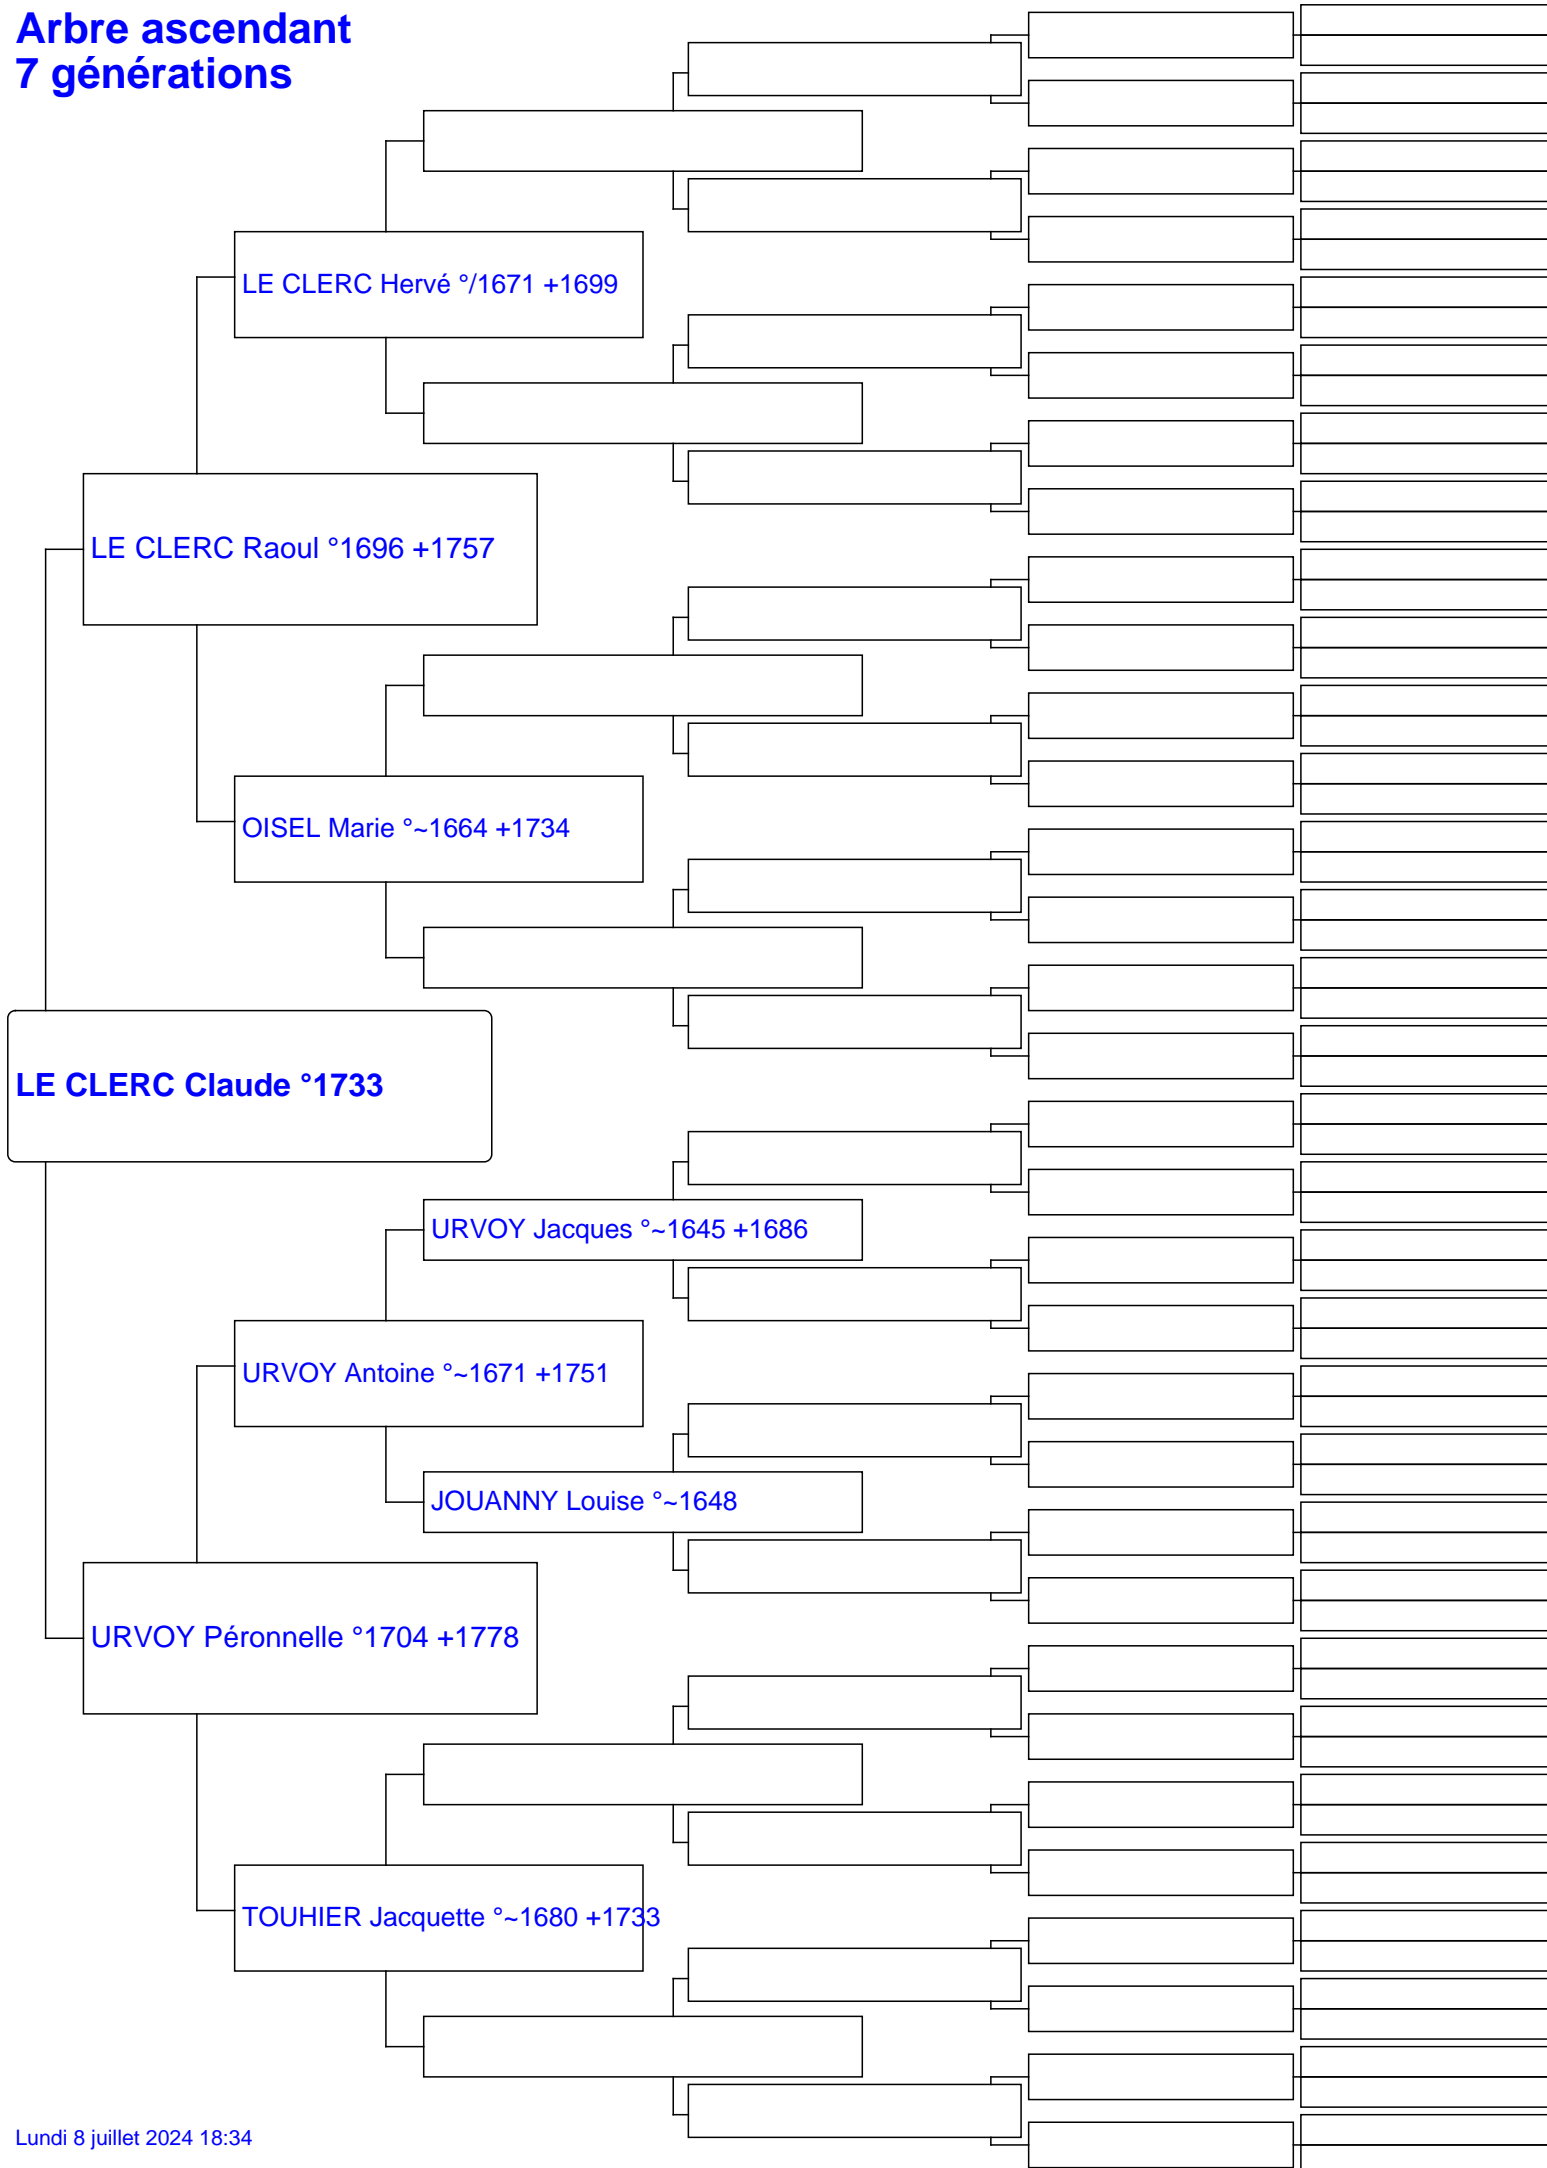 Arbre ascendant
7 générations
LE CLERC Hervé °/1671 +1699
LE CLERC Raoul °1696 +1757
OISEL Marie °~1664 +1734
LE CLERC Claude °1733
URVOY Jacques °~1645 +1686
URVOY Antoine °~1671 +1751
JOUANNY Louise °~1648
URVOY Péronnelle °1704 +1778
TOUHIER Jacquette °~1680 +1733
Lundi 8 juillet 2024 18:34